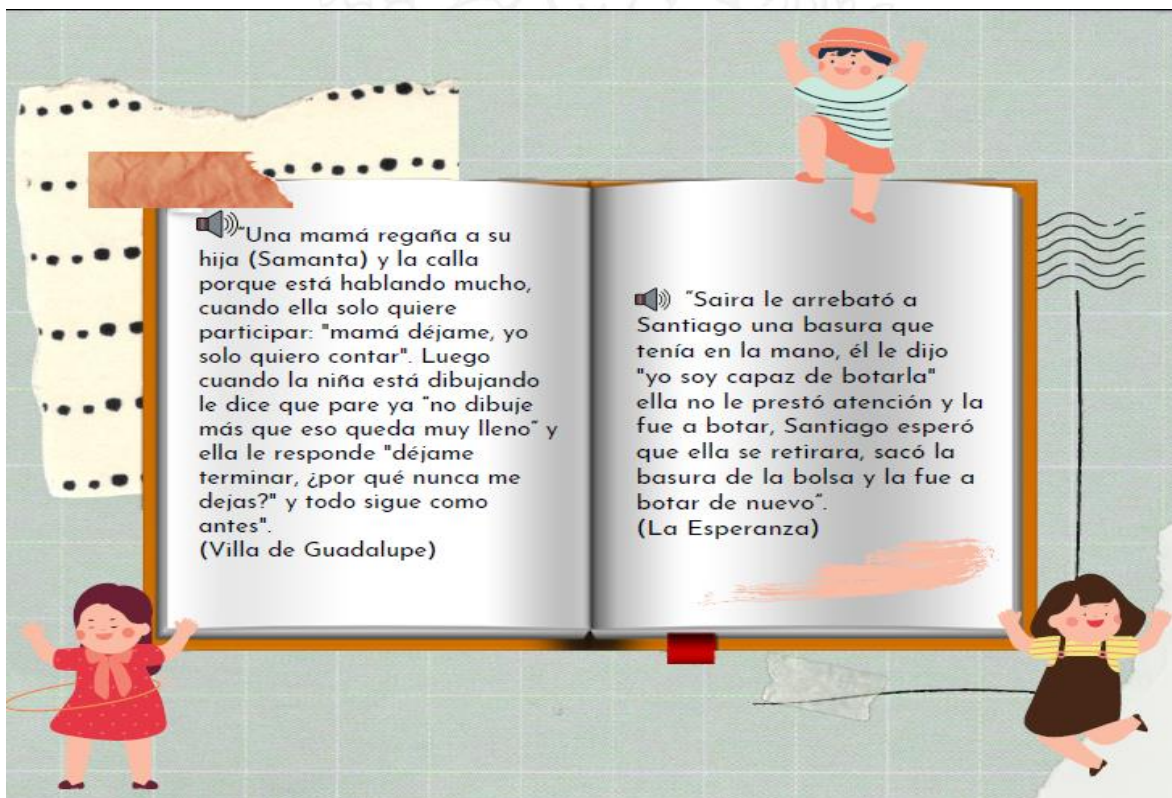 “Una mamá regaña a su
hija (Samanta) y la calla
porque está hablando mucho,
cuando ella solo quiere
participar: "mamá déjame, yo
solo quiero contar". Luego
cuando la niña está dibujando
le dice que pare ya “no dibuje
más que eso queda muy lleno” y
ella le responde "déjame
terminar, ¿por qué nunca me
dejas?" y todo sigue como
antes".
(Villa de Guadalupe)
“Saira le arrebató a
Santiago una basura que
tenía en la mano, él le dijo
"yo soy capaz de botarla"
ella no le prestó atención y la
fue a botar, Santiago esperó
que ella se retirara, sacó la
basura de la bolsa y la fue a
botar de nuevo”.
(La Esperanza)